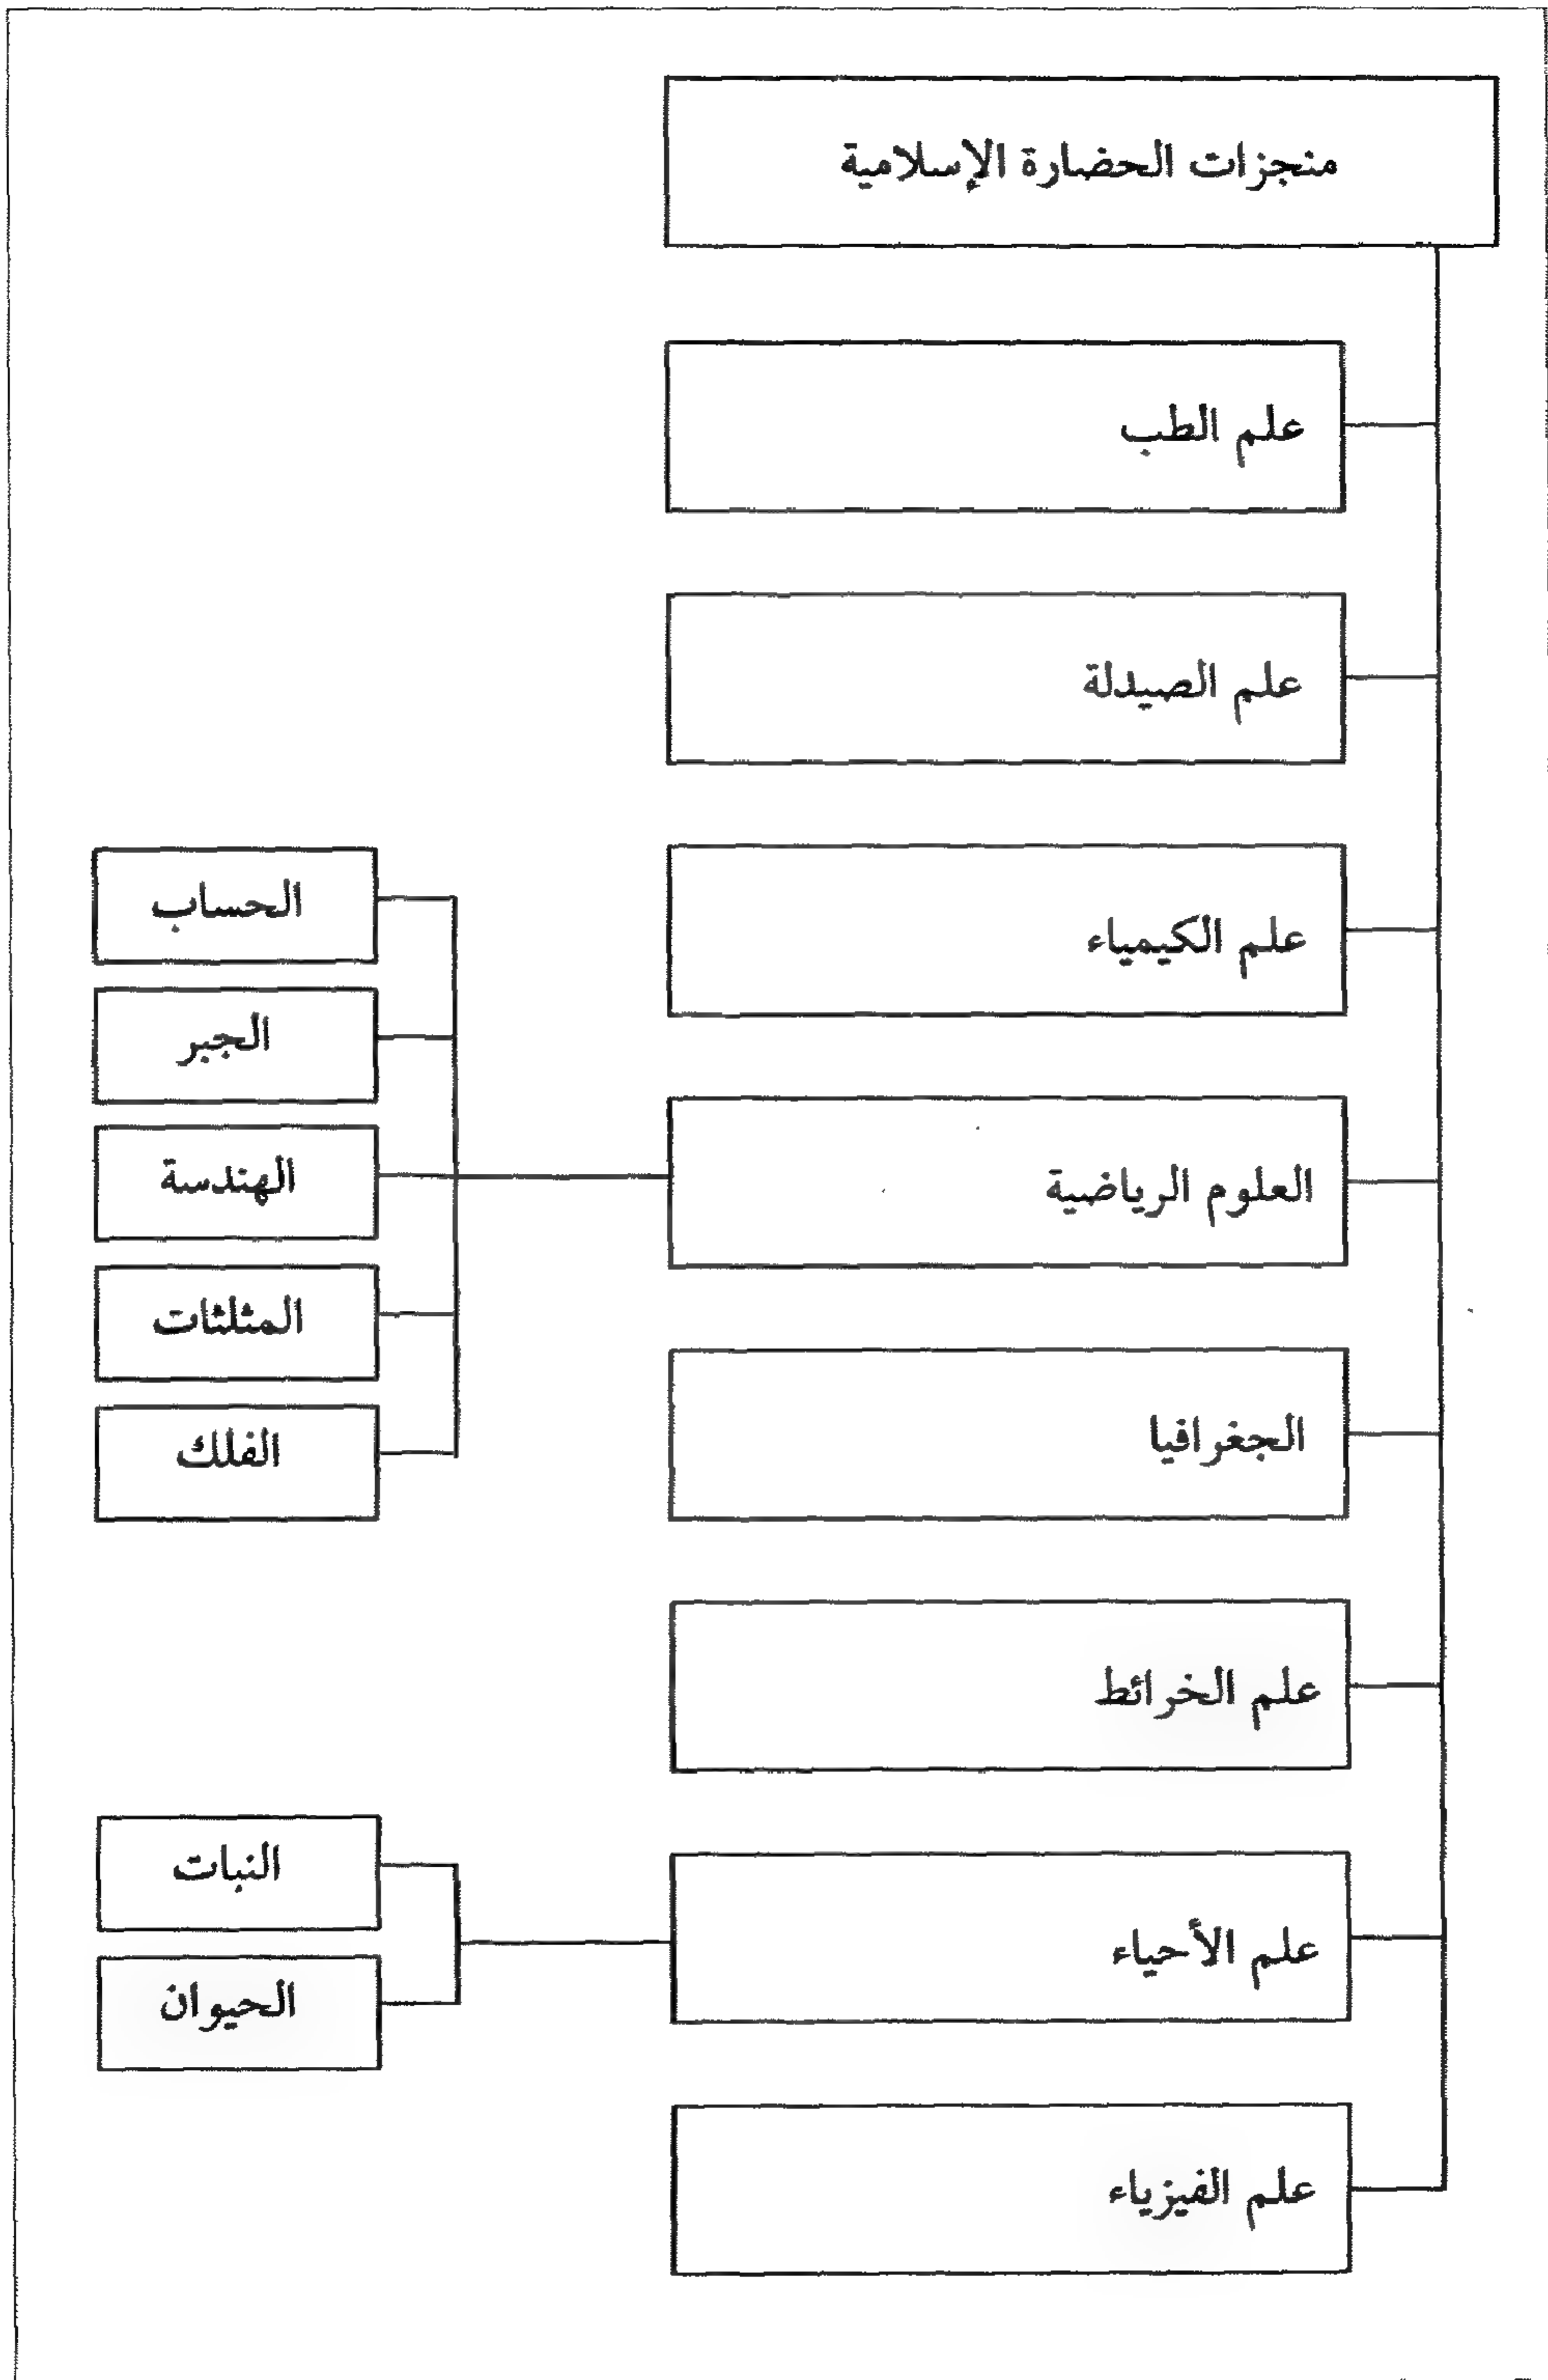 منجزات الحضارة الإسلامية
علم الطب
علم الصيدلة
علم الكيمياء
العلوم الرياضية
الحساب
الجبر
الهندسة
المثلثات
الفلك
الجغرافيا
علم الخرائط
علم الأحياء
النبات
الحيوان
علم الفيزياء